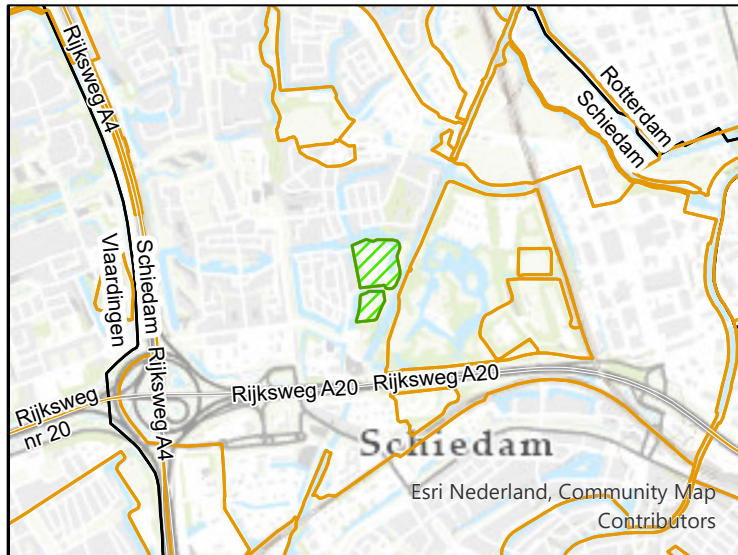 Rijksweg A4
Rotterdam
Schiedam
Vlaardingen
Schiedam
Rijksweg A4
Rijksweg A20
Rijksweg A20
Rijksweg
nr 20
Schiedam
Esri Nederland, Community Map
Contributors